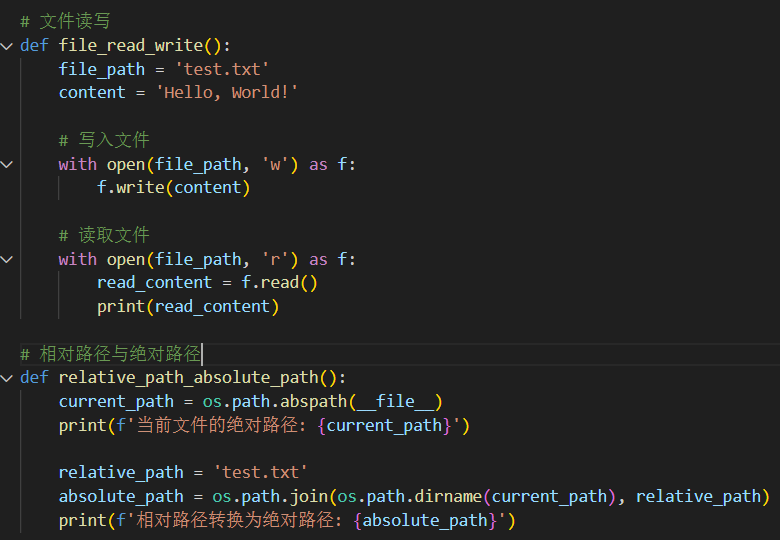 # 文件读写
def file_read_write():
    file_path = 'test.txt'
    content = 'Hello, World!'

    # 写入文件
    with open(file_path, 'w') as f:
        f.write(content)

    # 读取文件
    with open(file_path, 'r') as f:
        read_content = f.read()
        print(read_content)

# 相对路径与绝对路径
def relative_path_absolute_path():
    current_path = os.path.abspath(__file__)
    print(f'当前文件的绝对路径: {current_path}')

    relative_path = 'test.txt'
    absolute_path = os.path.join(os.path.dirname(current_path), relative_path)
    print(f'相对路径转换为绝对路径: {absolute_path}')